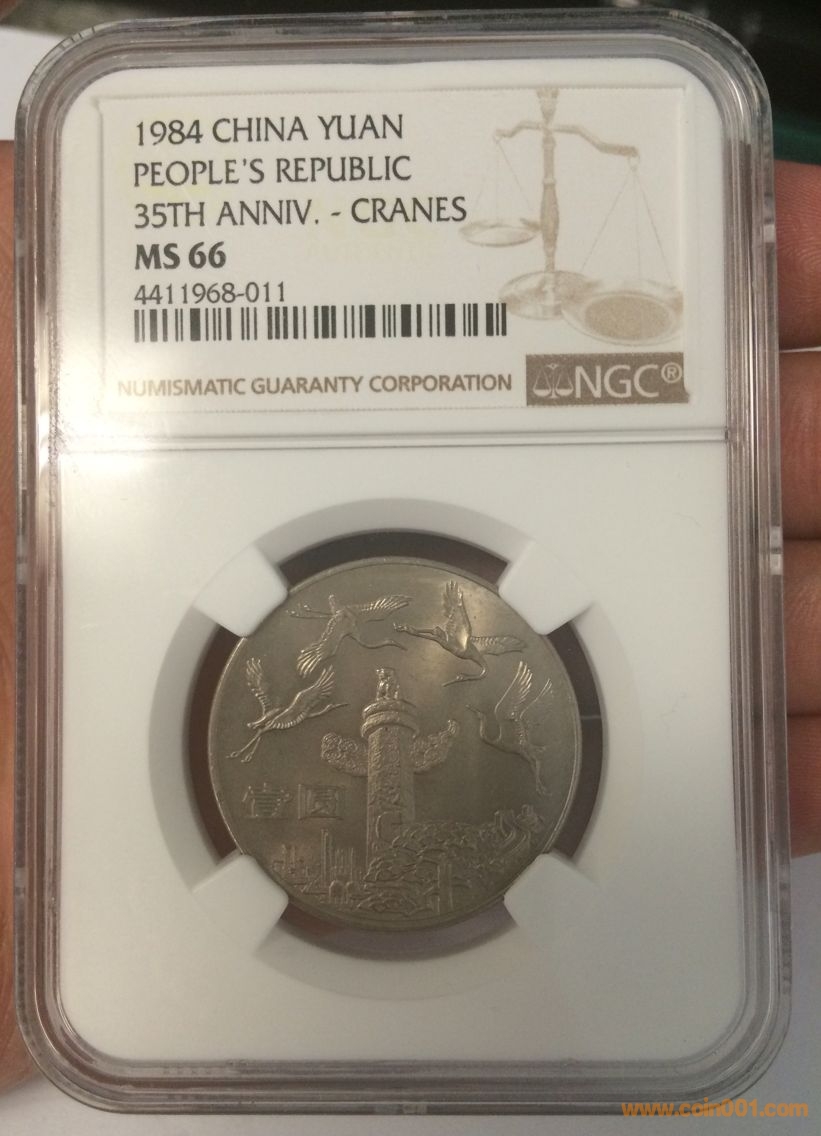 1984 CHINA YUAN
PEOPLE'S REPUBLIC
35TH ANNIV. - CRANES
MS 66
4411968-011
NUMISMATIC GUARANTY CORPORATION NGC®
壹圓
www.coin001.com